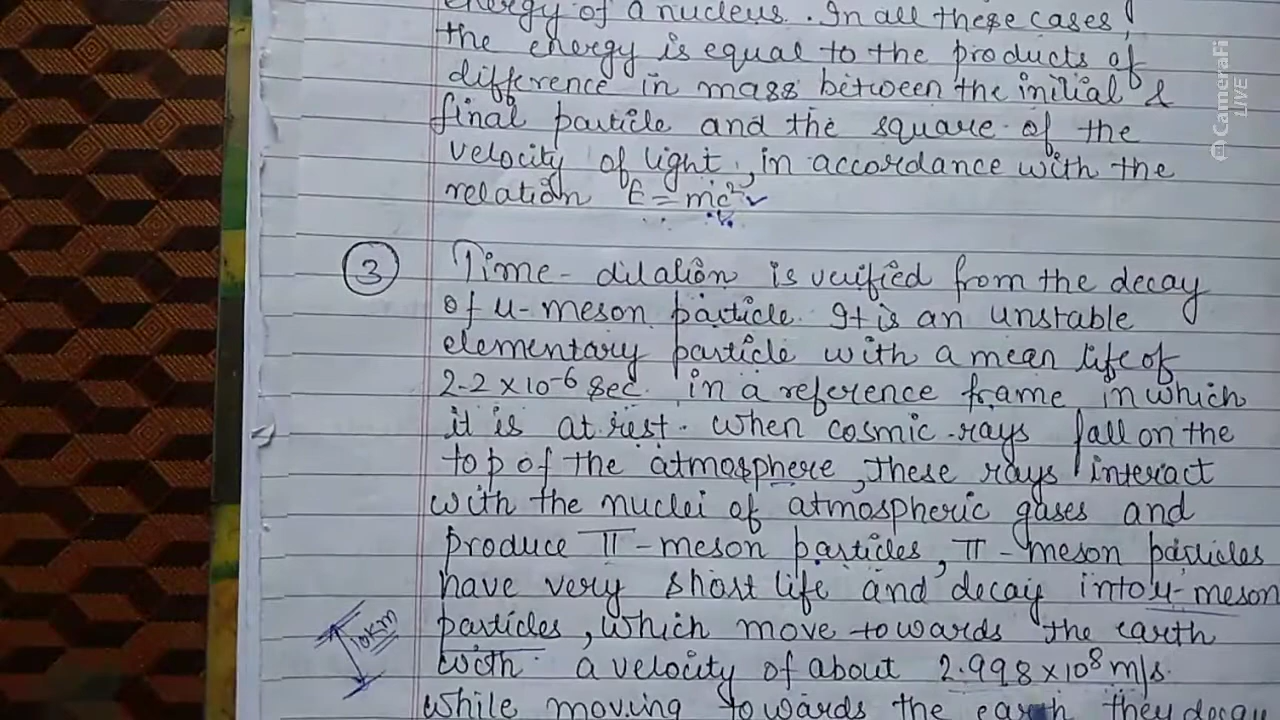 energy of a nucleus. In all these cases,
the energy is equal to the products of
difference in mass between the initial &
final particle and the square of the
velocity of light, in accordance with the
relation E = mc²
③ Time-dilation is verified from the decay
of u-meson particle. It is an unstable
elementary particle with a mean life of
2.2 x 10-6 sec. in a reference frame in which
it is at rest. When cosmic-rays fall on the
top of the atmosphere, these rays interact
with the nuclei of atmospheric gases and
produce π-meson particles, π-meson particles
have very short life and decay into u-meson
particles, which move towards the earth
10km
with a velocity of about 2.998 x 10⁸ m/s.
While moving towards the earth they decay
CameraFi
LIVE